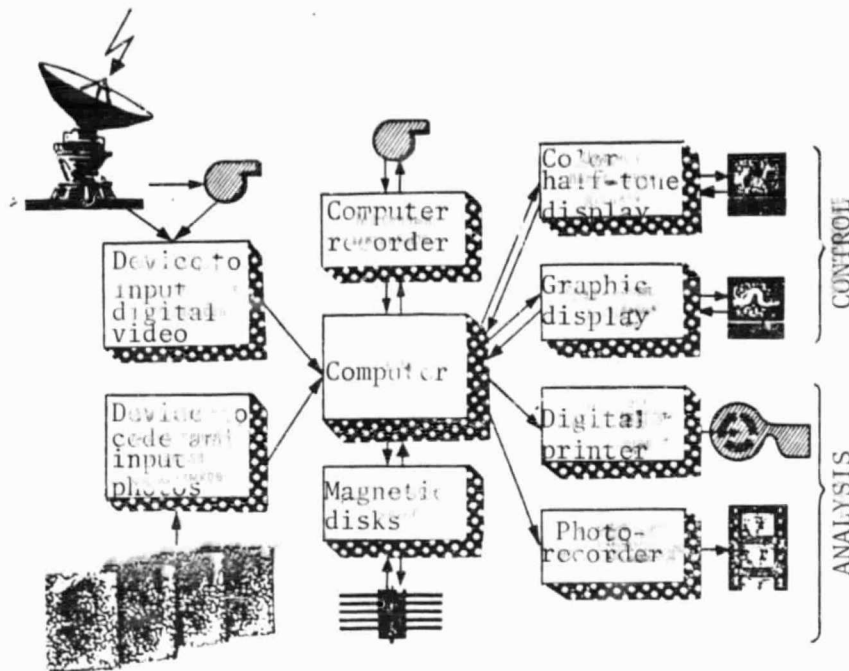 Color
half-tone
display
Computer
recorder
Device to
input
digital
video
Graphic
display
CONTROL
Computer
Device to
code and
input
photos
Digital
printer
Magnetic
disks
Photo-
recorder
ANALYSIS